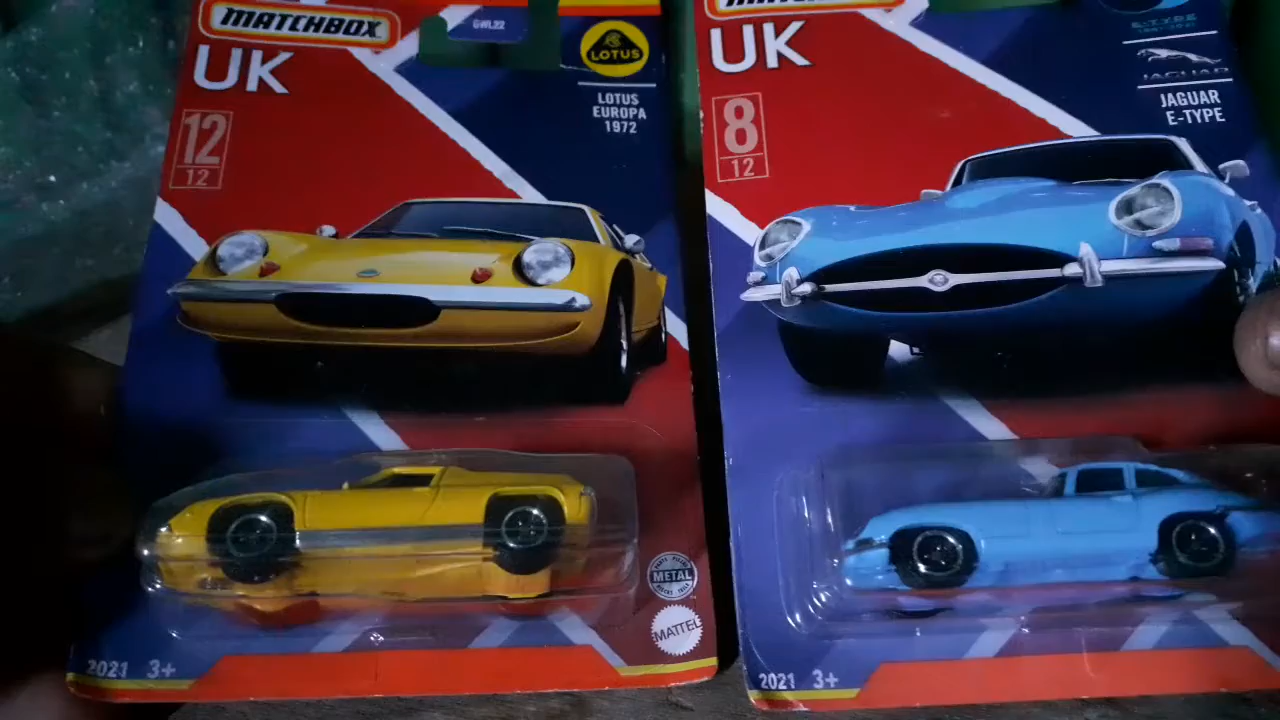 MATCHBOX
UK
12
12
GWL22
LOTUS
LOTUS
EUROPA
1972
METAL
MATTEL
2021 3+
UK
8
12
E-TYPE
JAGUAR
JAGUAR
E-TYPE
2021 3+